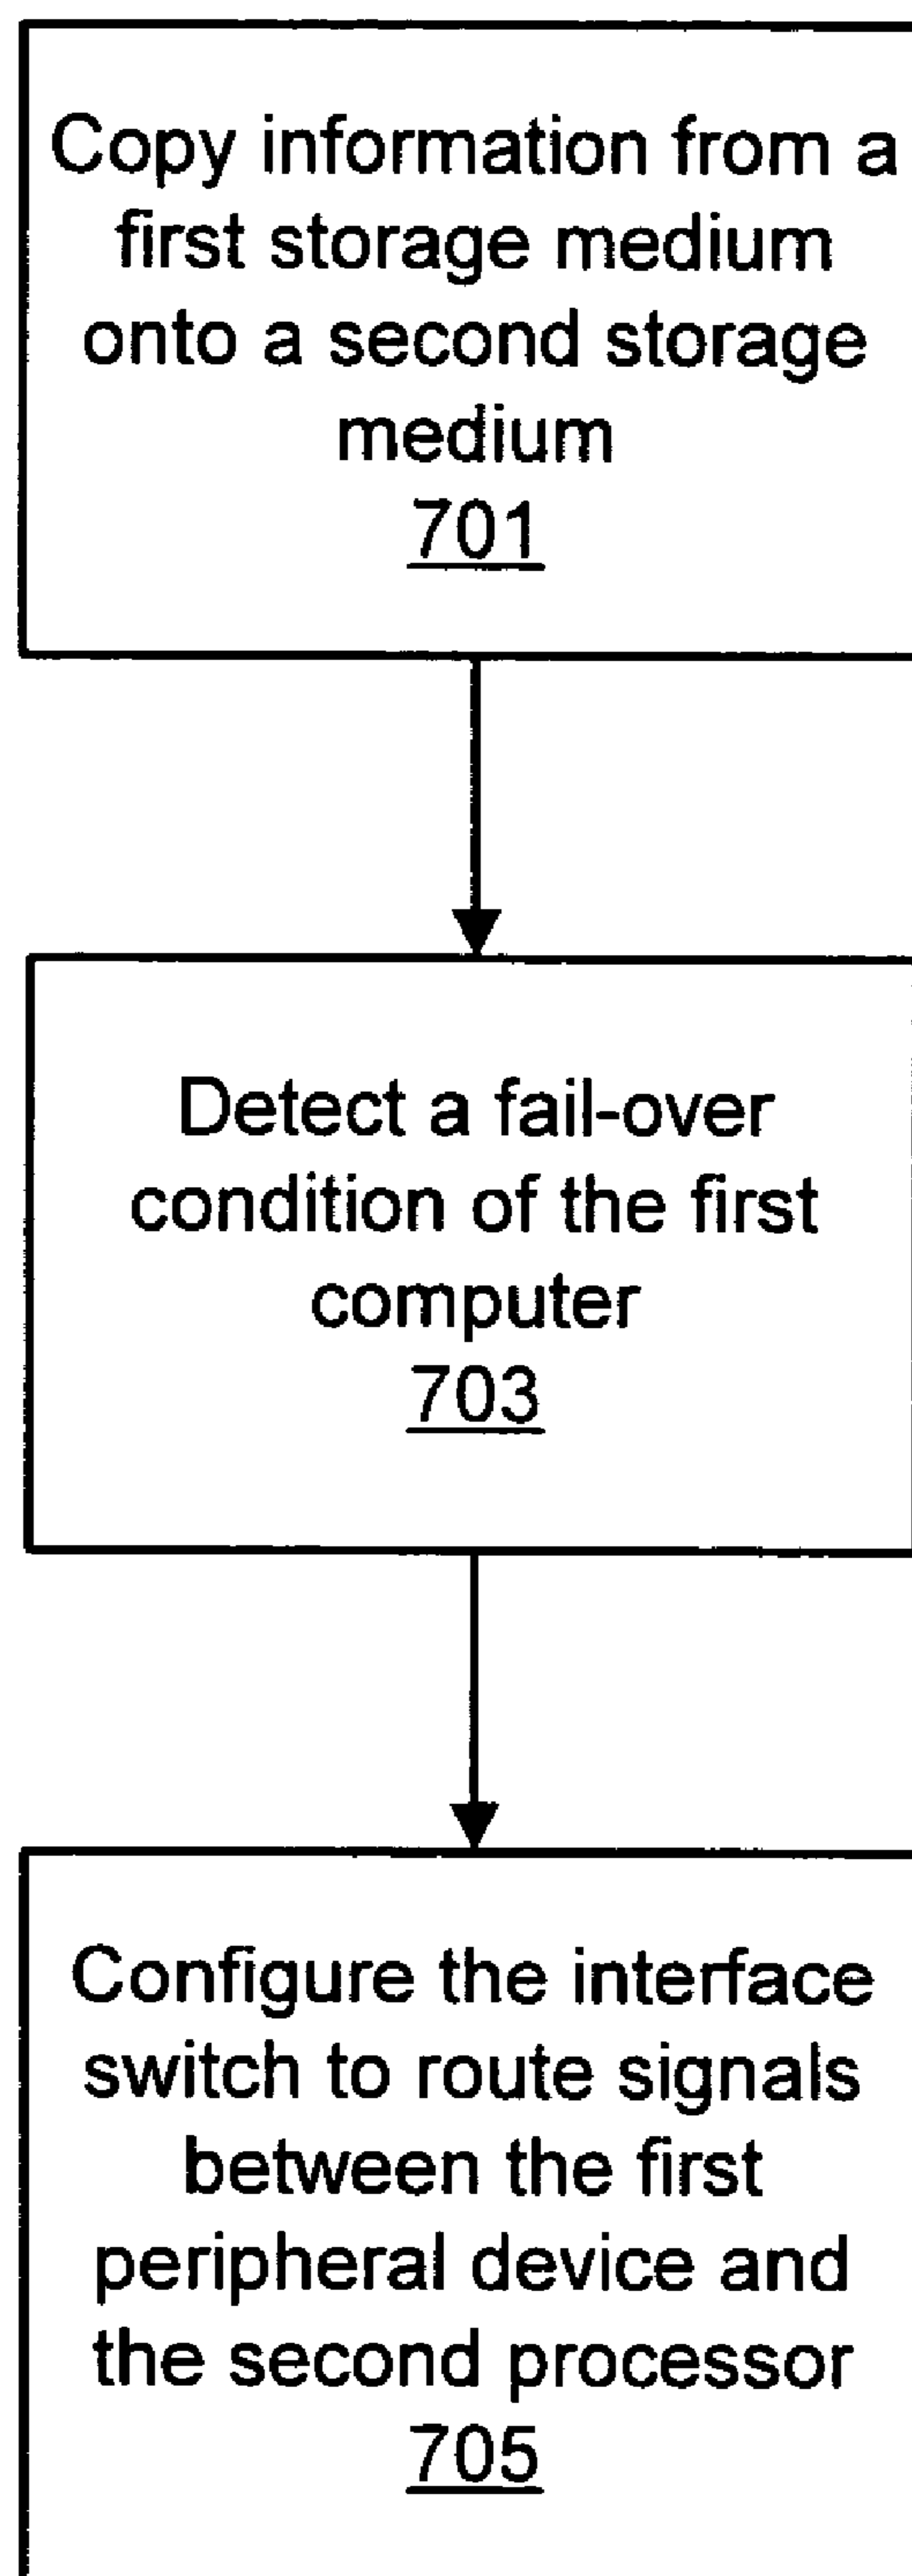 Copy information from a
first storage medium
onto a second storage
medium
701
Detect a fail-over
condition of the first
computer
703
Configure the interface
switch to route signals
between the first
peripheral device and
the second processor
705